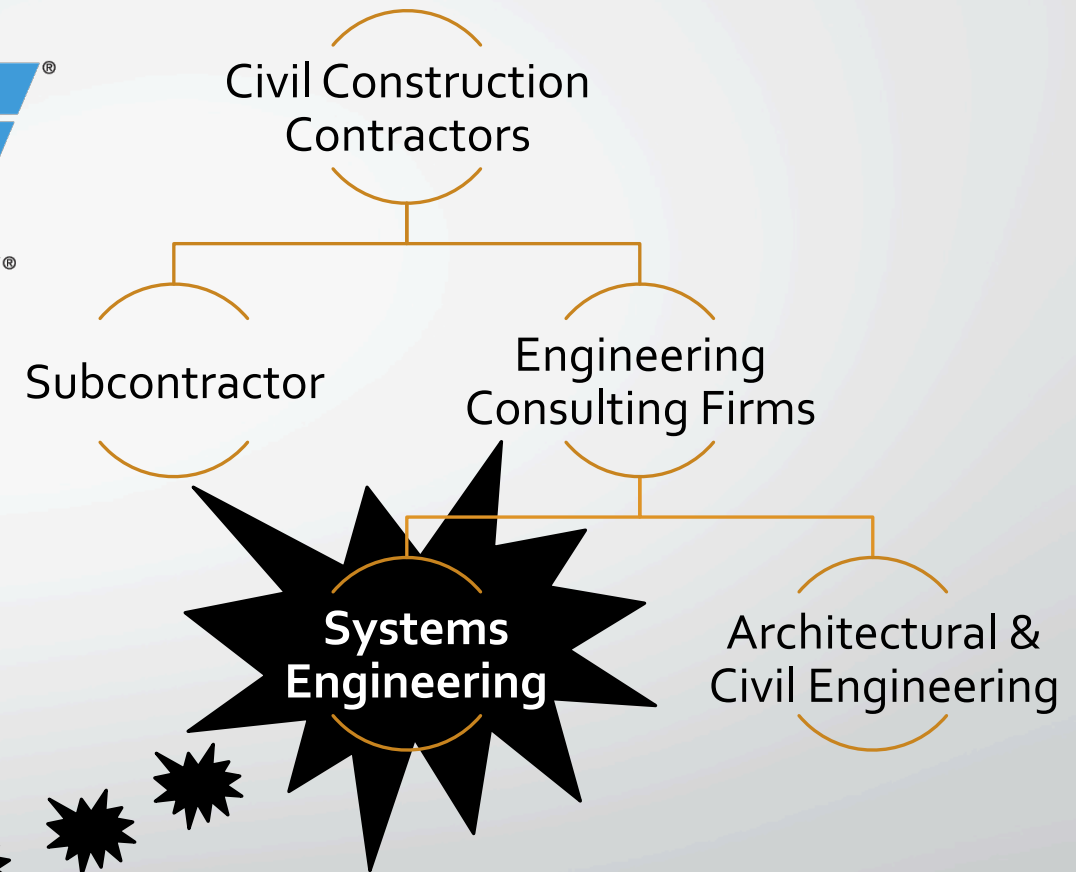 ®
Civil Construction
Contractors
®
Subcontractor
Engineering
Consulting Firms
Systems
Engineering
Architectural &
Civil Engineering